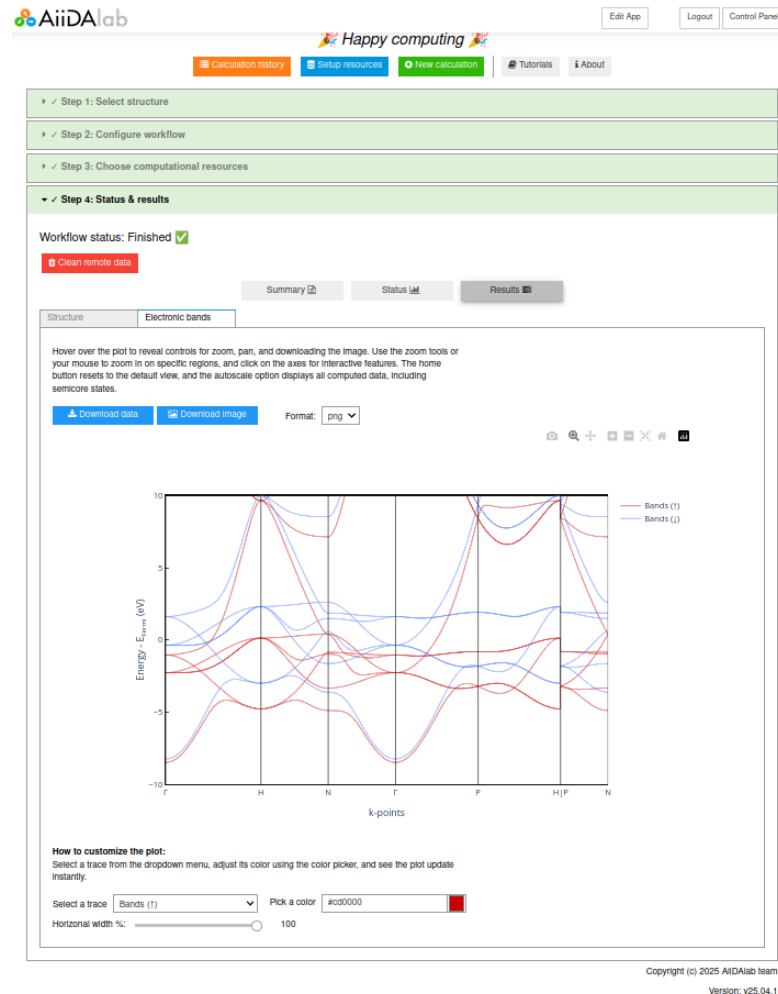 AiiDAlab
Edit App
Logout
Control Panel
🎉 Happy computing 🎉
Calculation history
Setup resources
New calculation
Tutorials
About
✓ Step 1: Select structure
✓ Step 2: Configure workflow
✓ Step 3: Choose computational resources
✓ Step 4: Status & results
Workflow status: Finished ✅
Clean remote data
Summary
Status
Results
Structure
Electronic bands
Hover over the plot to reveal controls for zoom, pan, and downloading the image. Use the zoom tools or
your mouse to zoom in on specific regions, and click on the axes for interactive features. The home
button resets to the default view, and the autoscale option displays all computed data, including
semicore states.
Download data
Download image
Format:
png
10
5
0
−5
−10
Energy - E_Fermi (eV)
Γ
H
N
Γ
P
H|P
N
k-points
Bands (↑)
Bands (↓)
How to customize the plot:
Select a trace from the dropdown menu, adjust its color using the color picker, and see the plot update
instantly.
Select a trace
Bands (↑)
Pick a color
#cd0000
Horizonal width %:
100
Copyright (c) 2025 AiiDAlab team
Version: v25.04.1